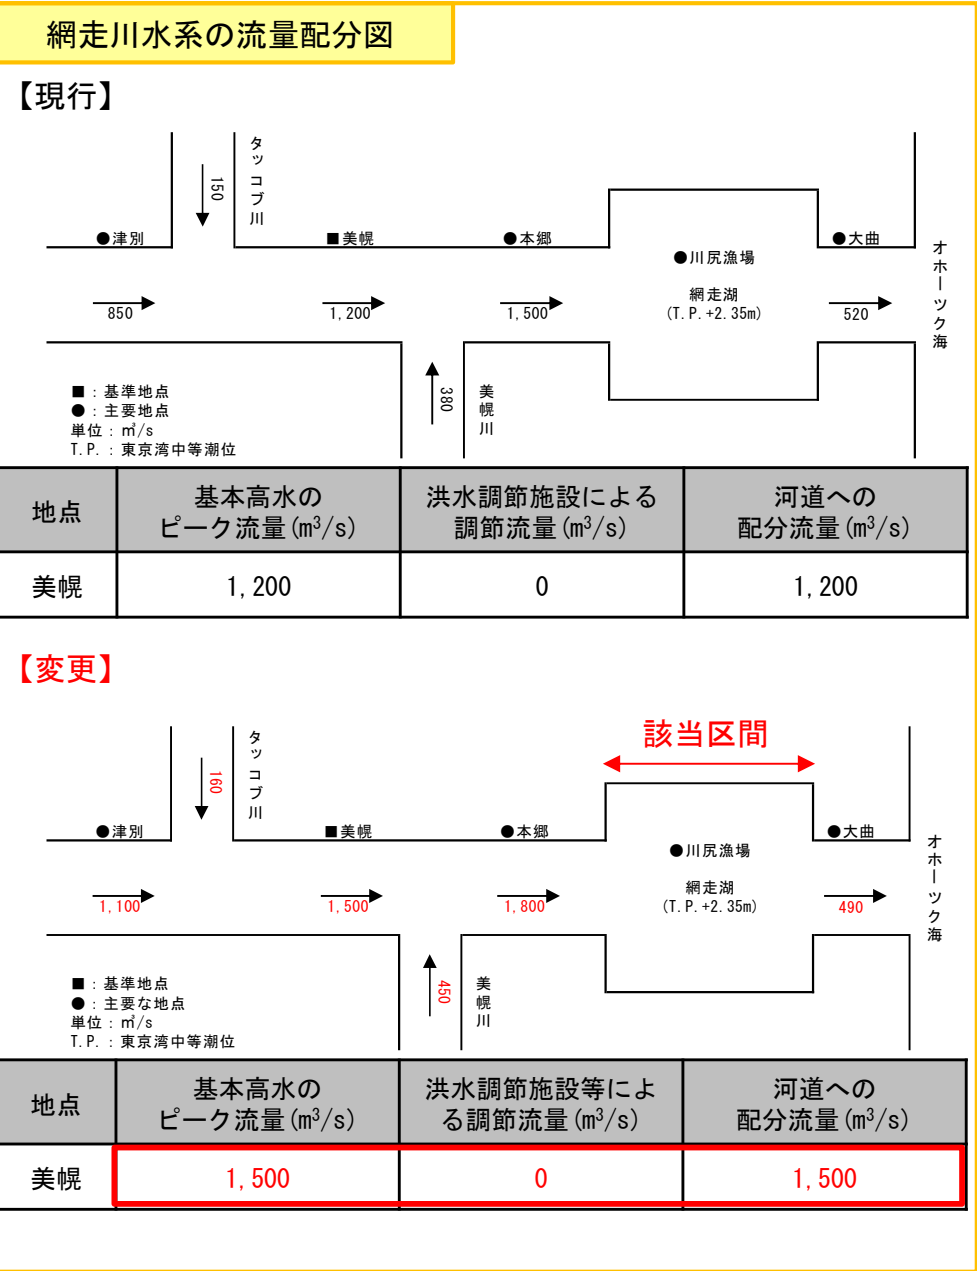 網走川水系の流量配分図
【現行】
タッコブ川
150
●津別
■美幌
●本郷
●大曲
●川尻漁場
網走湖
(T.P.+2.35m)
オホーツク海
850
1,200
1,500
520
380
美幌川
■：基準地点
●：主要地点
単位：㎥/s
T.P.：東京湾中等潮位
地点 基本高水のピーク流量(m³/s) 洪水調節施設による調節流量(m³/s) 河道への配分流量(m³/s)
美幌 1,200 0 1,200
【変更】
該当区間
タッコブ川
160
●津別
■美幌
●本郷
●大曲
●川尻漁場
網走湖
(T.P.+2.35m)
オホーツク海
1,100
1,500
1,800
490
450
美幌川
■：基準地点
●：主要な地点
単位：㎥/s
T.P.：東京湾中等潮位
地点 基本高水のピーク流量(m³/s) 洪水調節施設等による調節流量(m³/s) 河道への配分流量(m³/s)
美幌 1,500 0 1,500